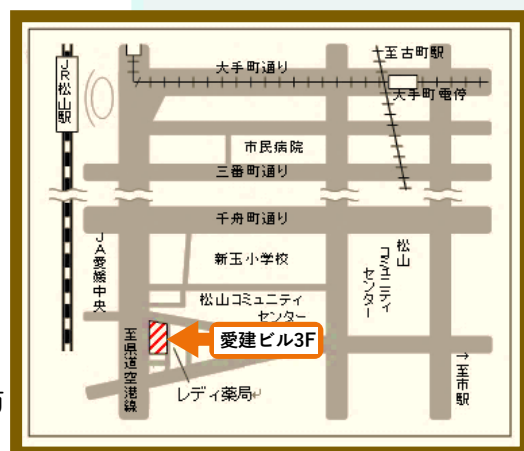 至古町駅
大手町通り
大手町電停
JR松山駅
市民病院
三番町通り
千舟町通り
JA愛媛中央
新玉小学校
松山
コミュニティ
センター
松山コミュニティ
センター
愛建ビル3F
至県道空港線
レディ薬局
→至市駅